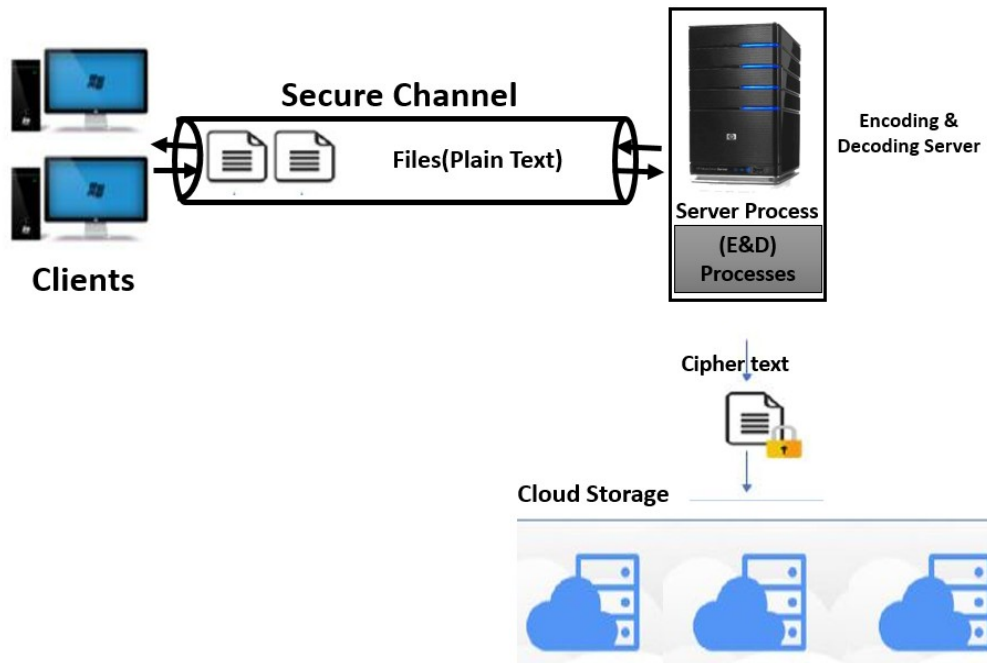 Secure Channel
Files(Plain Text)
Clients
Encoding &
Decoding Server
Server Process
(E&D)
Processes
Cipher text
Cloud Storage